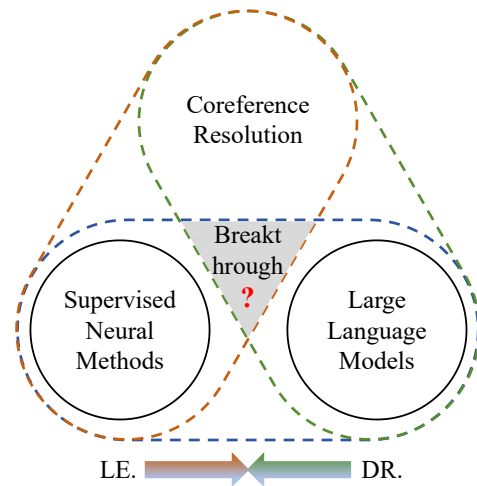 Coreference
Resolution
Breakt
hrough
?
Supervised
Neural
Methods
Large
Language
Models
LE.
DR.